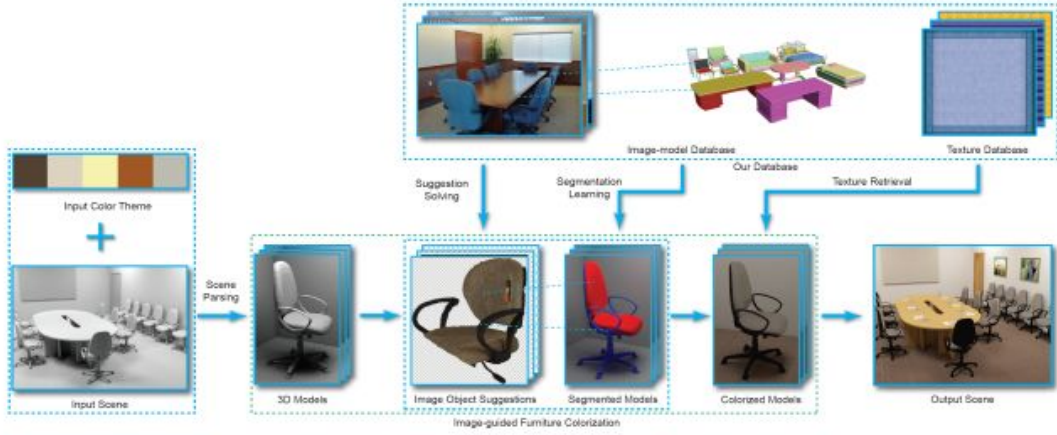 Image-model Database
Texture Database
Our Database
Suggestion
Solving
Segmentation
Learning
Texture Retrieval
Input Color Theme
Scene
Parsing
Input Scene
3D Models
Image Object Suggestions
Segmented Models
Colorized Models
Output Scene
Image-guided Furniture Colorization